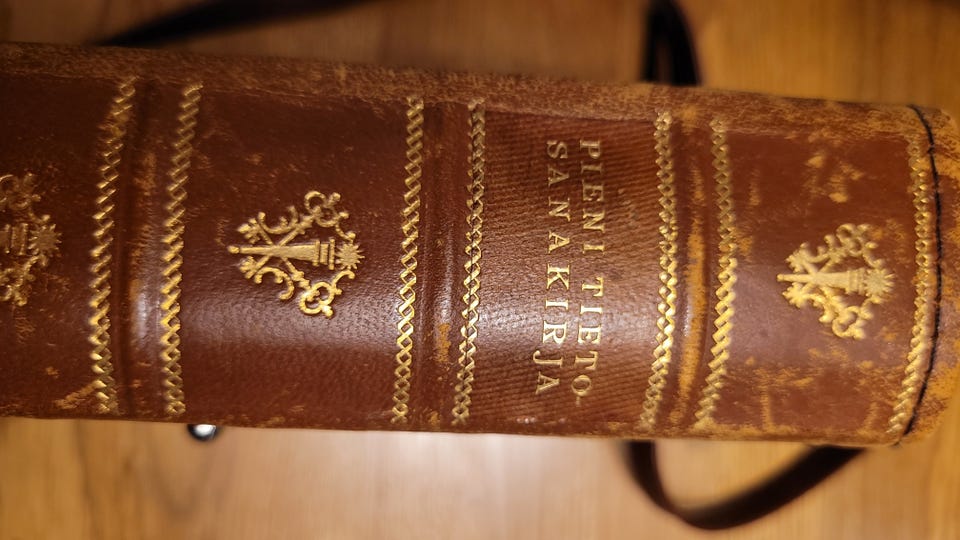 PIENI TIETO-
SANAKIRJA